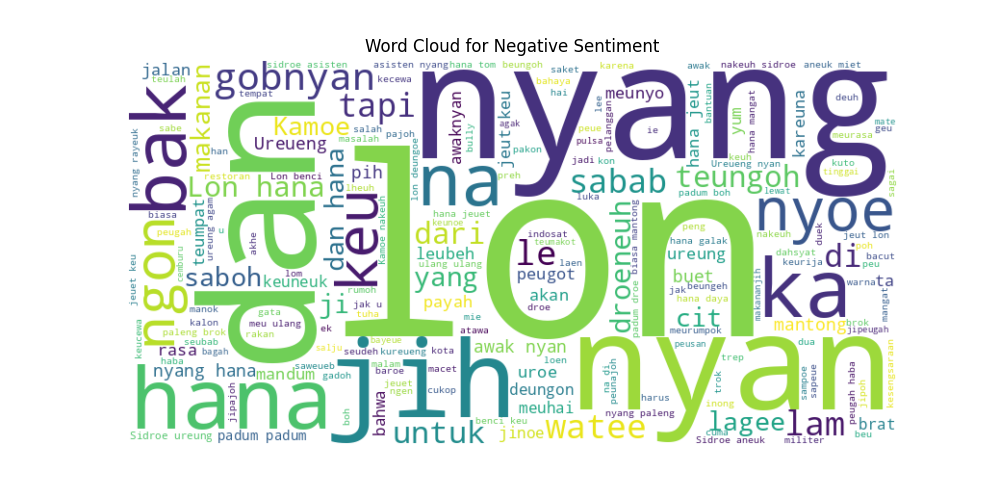 Word Cloud for Negative Sentiment
jalan
teulah
gobnyan
sidroe asisten
asisten nyang
hana tom
beungoh
nyang
saket
karena
awak
nakeuh sidroe
aneuk miet
tempat
kecewa
hai
bahaya
bak
makanan
dan
tapi
meunyo
lee
pelanggan
hana jeut
bantuan
yum
hana mangat
kareuna
deuh
mate
geu
sabe
Kamoe
salah
pajoh
agak
awaknyan
bully
jeut keu
pulsa
peue
ie
meurasa
nyang rayeuk
han
Ureueng
masalah
pakon
jadi
kon
keuh
Ureueng nyan
kuto
tinggai
restoran
Lon benci
pih
lheuh
lon deungoe
na
preh
sabab
teungoh
padum boh
lewat
sagai
Lon hana
luka
biasa
keu
lon
nyoe
peugah
teumpat
ureung agam
dan hana
Kamoe nakeuh
hana jeuet
keunoe
dari
indosat
teumakot
le
laen
droeneuh
biasa mantong
peng
hana galak
ureung
nakeuh
duek
jeut lon
ngon
c
akhe
leubeh
ulang ulang
peugot
padum droe
buet
di
dahsyat
keurija
poh
bacut
peu
cemburu
saboh
lom
keuneuk
rumoh
yang
akan
droe
jak
beungeh
hana daya
ka
warna
ta
jeuet keu
manok
gata
ji
jak u
tuha
payah
mie
cit
makananjih
mangat
kalon
meu ulang
ek
atawa
meurumpok
mantong
brok
jipeugah
keucewa
paleng brok
rakan
salju
bayeue
peusan
dua
seubab
rasa
bagah
saweueb
seudeh
kureueng
kota
awak nyan
loen
nyan
trep
haba
nyang hana
mandum
gadoh
malam
baroe
macet
uroe
na di
peunajoh
trok
sampoe
sapeue
kesengsaraan
hana
jipajoh
boh
jih
jeuet
ngen
cukop
deungon
harus
inong
peugah haba
bahwa
benci keu
meuhai
nyang paleng
lagee
lam
brat
Sidroe ureung
padum padum
untuk
jinoe
watee
cuma
Sidroe aneuk
militer
beu